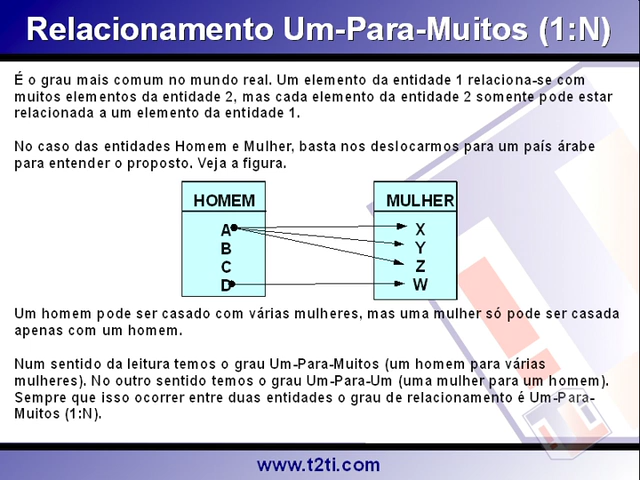 Relacionamento Um-Para-Muitos (1:N)
É o grau mais comum no mundo real. Um elemento da entidade 1 relaciona-se com
muitos elementos da entidade 2, mas cada elemento da entidade 2 somente pode estar
relacionada a um elemento da entidade 1.
No caso das entidades Homem e Mulher, basta nos deslocarmos para um país árabe
para entender o proposto. Veja a figura.
HOMEM
A
B
C
D
MULHER
X
Y
Z
W
Um homem pode ser casado com várias mulheres, mas uma mulher só pode ser casada
apenas com um homem.
Num sentido da leitura temos o grau Um-Para-Muitos (um homem para várias
mulheres). No outro sentido temos o grau Um-Para-Um (uma mulher para um homem).
Sempre que isso ocorrer entre duas entidades o grau de relacionamento é Um-Para-
Muitos (1:N).
www.t2ti.com